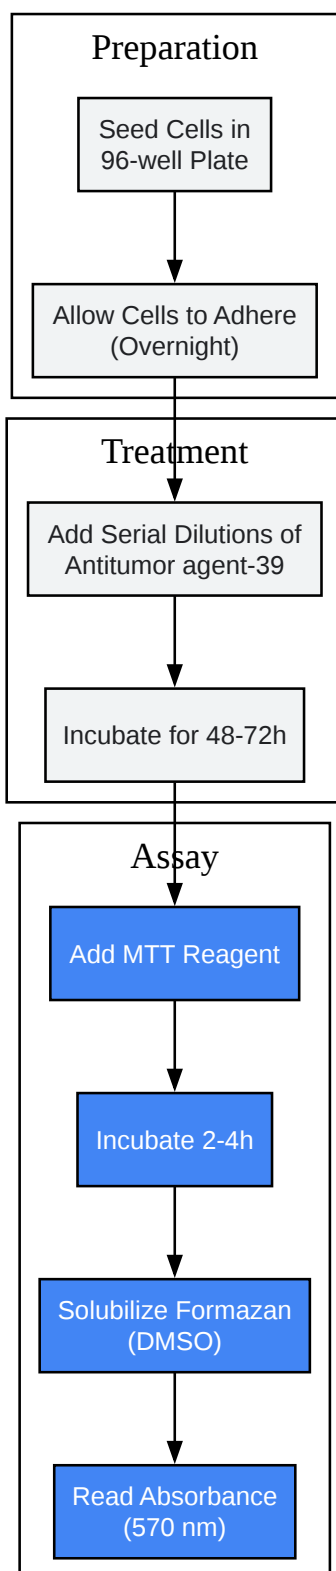 Preparation
Seed Cells in
96-well Plate
Allow Cells to Adhere
(Overnight)
Treatment
Add Serial Dilutions of
Antitumor agent-39
Incubate for 48-72h
Assay
Add MTT Reagent
Incubate 2-4h
Solubilize Formazan
(DMSO)
Read Absorbance
(570 nm)